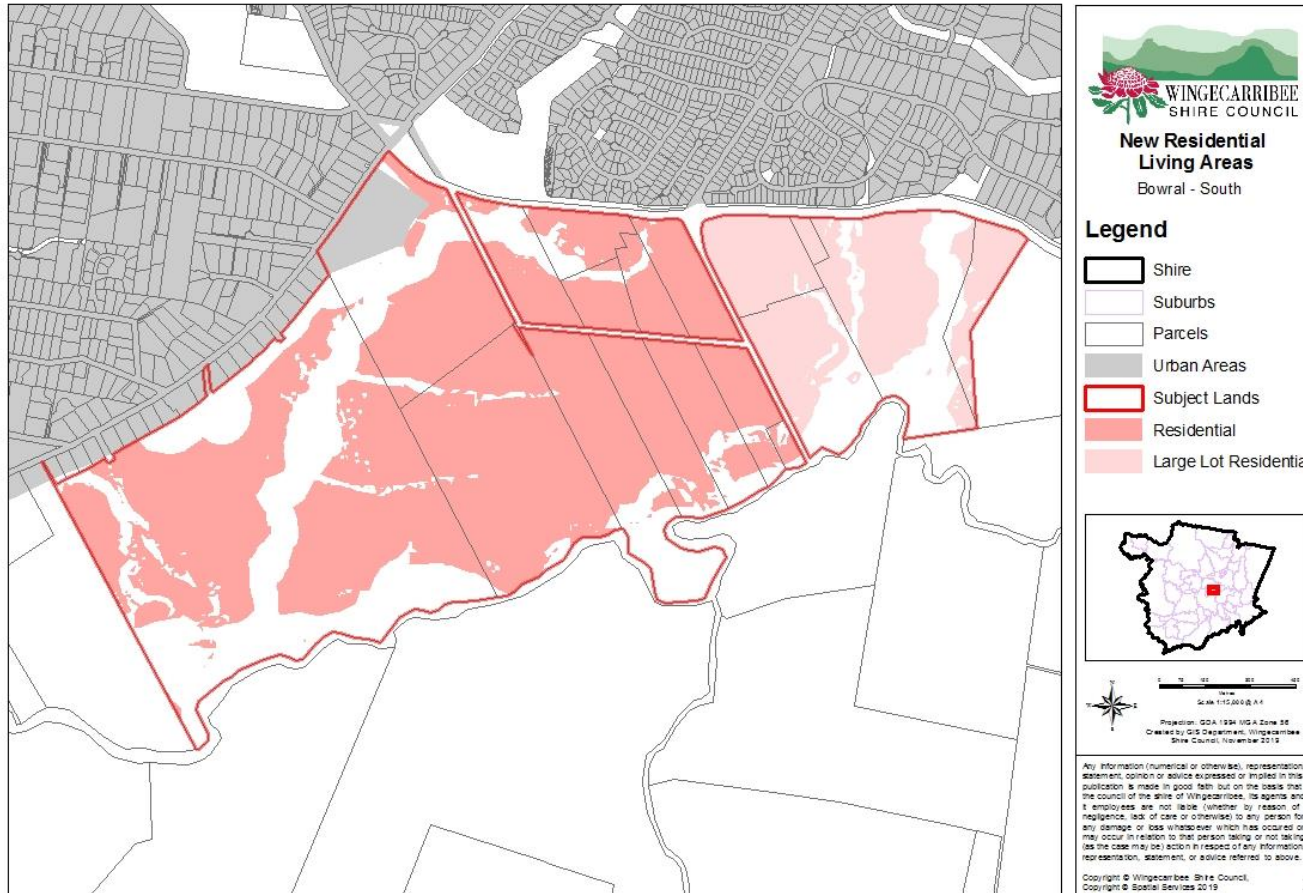 WINGECARRIBEE
SHIRE COUNCIL
New Residential
Living Areas
Bowral - South
Legend
Shire
Suburbs
Parcels
Urban Areas
Subject Lands
Residential
Large Lot Residentia
N
W
E
S
Metres
Scale 1:15,000 @ A4
Projection: GDA 1994 MGA Zone 56
Created by GIS Department, Wingecarribee
Shire Council, November 2019
Any information (numerical or otherwise), representation
statement, opinion or advice expressed or implied in this
publication is made in good faith but on the basis that
the council of the shire of Wingecarribee, its agents and
it employees are not liable (whether by reason of
negligence, lack of care or otherwise) to any person for
any damage or loss whatsoever which has occured or
may occur in relation to that person taking or not taking
(as the case may be) action in respect of any information
representation, statement, or advice referred to above.
Copyright © Wingecarribee Shire Council,
Copyright © Spatial Services 2019